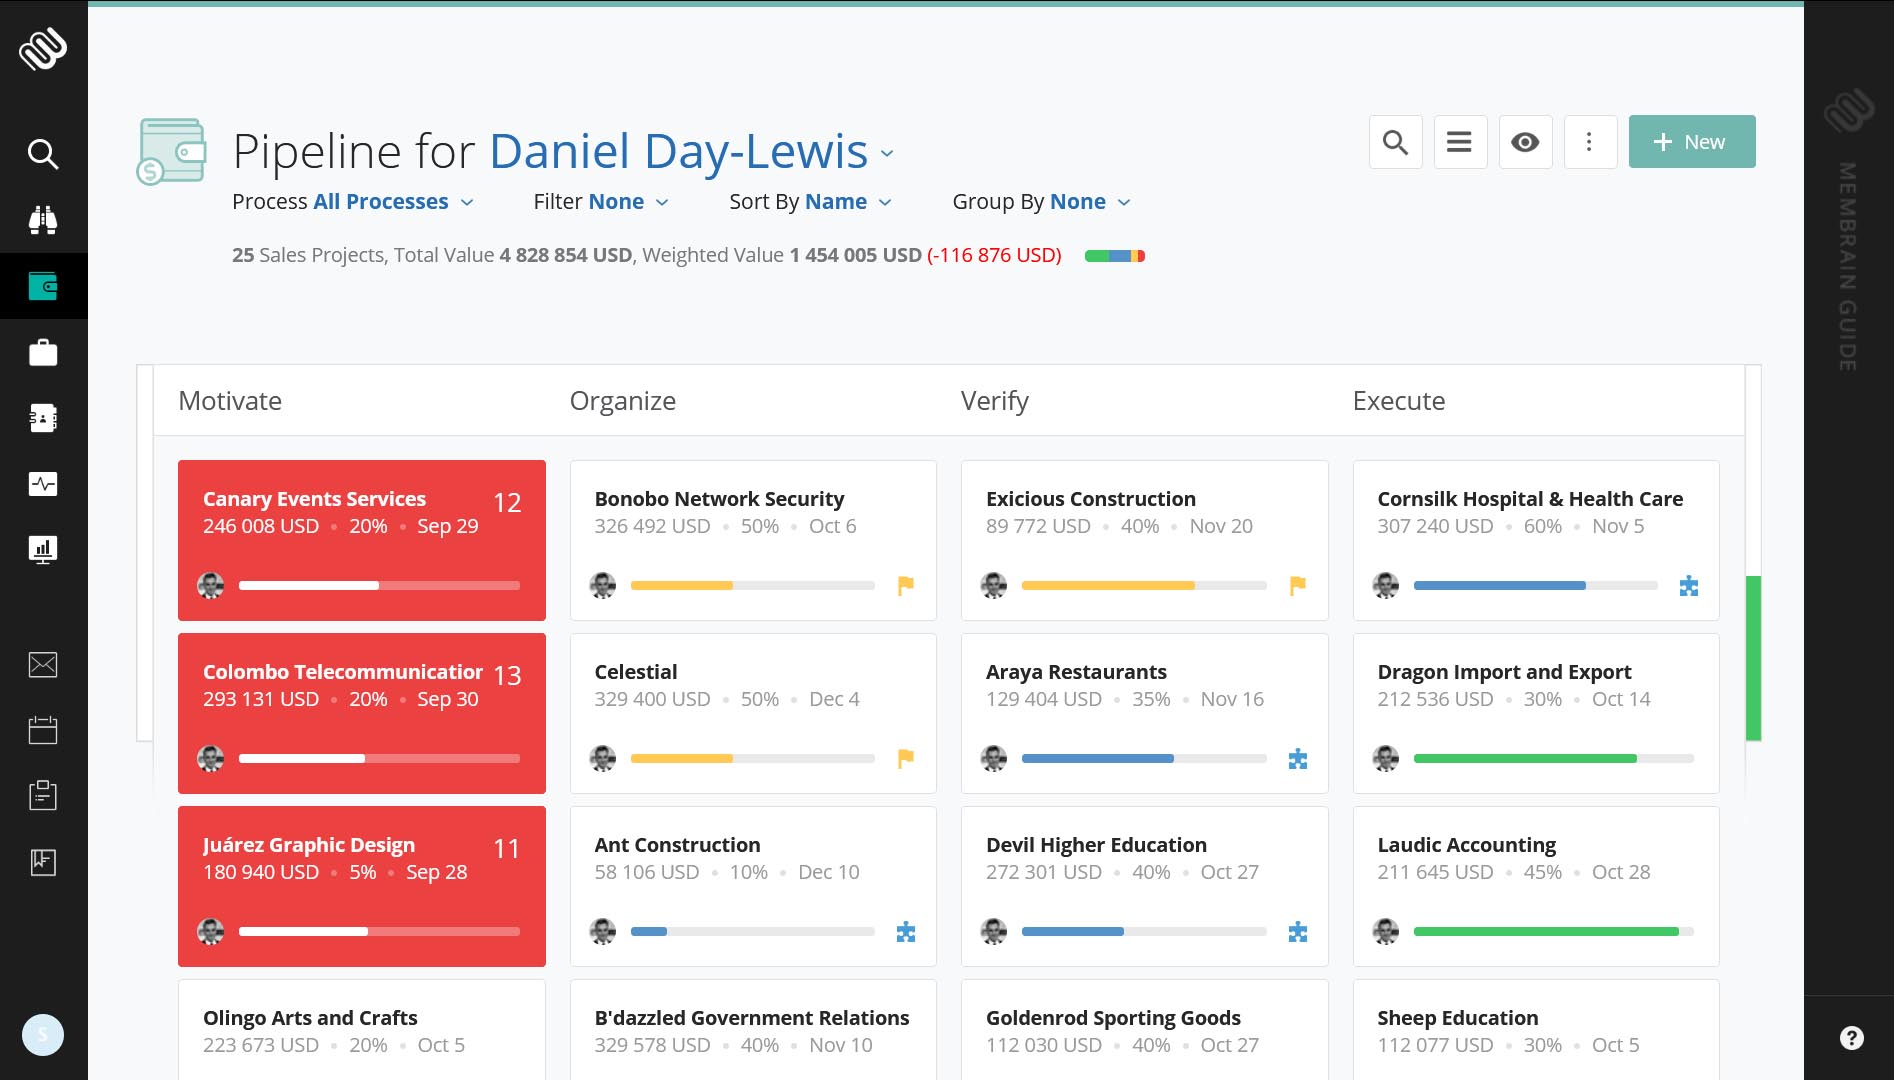 Pipeline for Daniel Day-Lewis
+ New
Process All Processes Filter None Sort By Name Group By None
25 Sales Projects, Total Value 4 828 854 USD, Weighted Value 1 454 005 USD (-116 876 USD)
MEMBRAIN GUIDE
Motivate Organize Verify Execute
Canary Events Services 12
246 008 USD • 20% • Sep 29
Bonobo Network Security
326 492 USD • 50% • Oct 6
Exicious Construction
89 772 USD • 40% • Nov 20
Cornsilk Hospital & Health Care
307 240 USD • 60% • Nov 5
Colombo Telecommunication 13
293 131 USD • 20% • Sep 30
Celestial
329 400 USD • 50% • Dec 4
Araya Restaurants
129 404 USD • 35% • Nov 16
Dragon Import and Export
212 536 USD • 30% • Oct 14
Juárez Graphic Design 11
180 940 USD • 5% • Sep 28
Ant Construction
58 106 USD • 10% • Dec 10
Devil Higher Education
272 301 USD • 40% • Oct 27
Laudic Accounting
211 645 USD • 45% • Oct 28
Olingo Arts and Crafts
223 673 USD • 20% • Oct 5
B'dazzled Government Relations
329 578 USD • 40% • Nov 10
Goldenrod Sporting Goods
112 030 USD • 40% • Oct 27
Sheep Education
112 077 USD • 30% • Oct 5
S
?